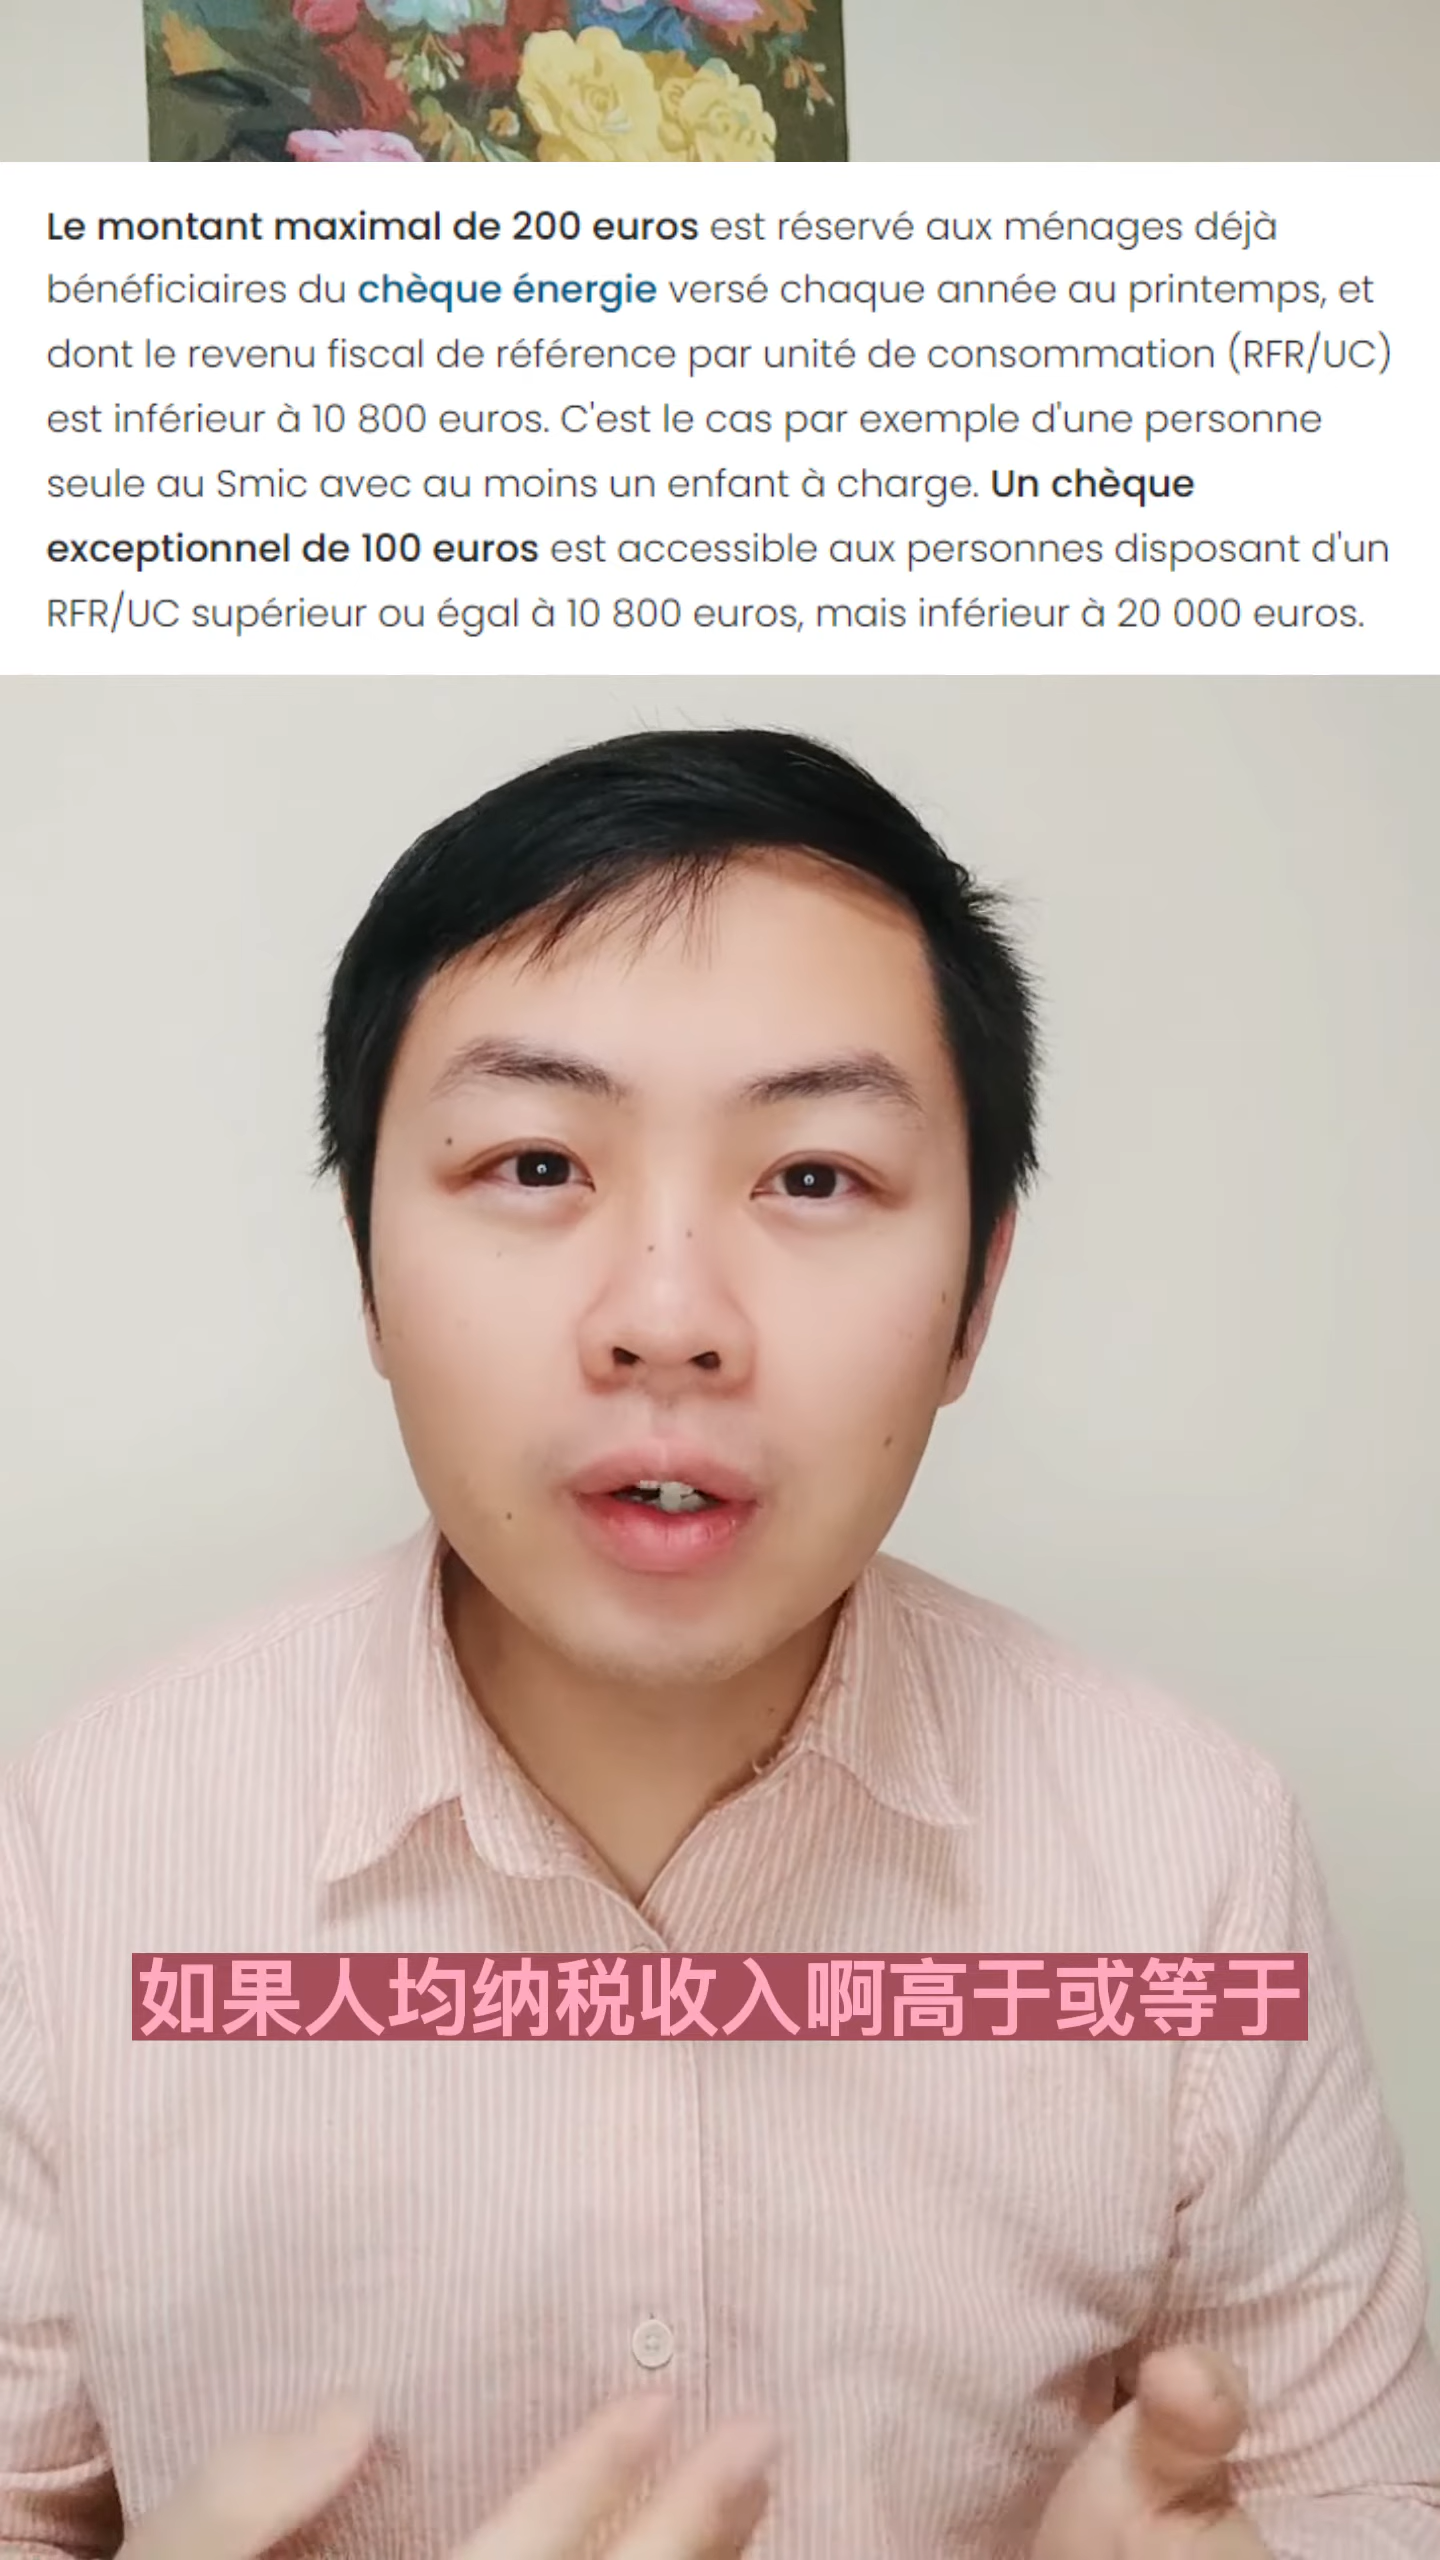 Le montant maximal de 200 euros est réservé aux ménages déjà
bénéficiaires du chèque énergie versé chaque année au printemps, et
dont le revenu fiscal de référence par unité de consommation (RFR/UC)
est inférieur à 10 800 euros. C'est le cas par exemple d'une personne
seule au Smic avec au moins un enfant à charge. Un chèque
exceptionnel de 100 euros est accessible aux personnes disposant d'un
RFR/UC supérieur ou égal à 10 800 euros, mais inférieur à 20 000 euros.
如果人均纳税收入啊高于或等于